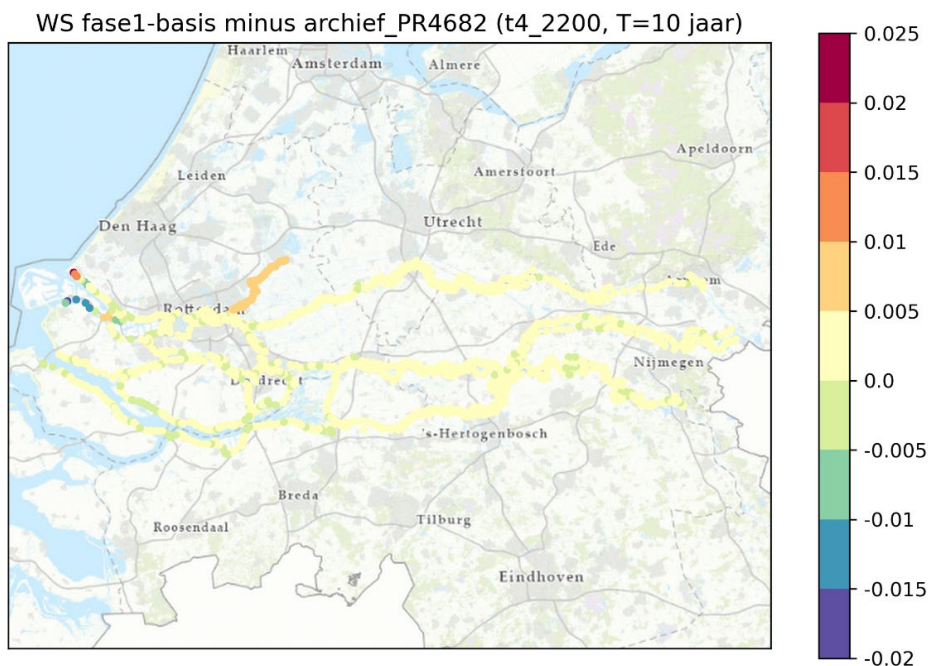 WS fase1-basis minus archief_PR4682 (t4_2200, T=10 jaar)
Haarlem
Amsterdam
Almere
Apeldoorn
Leiden
Amersfoort
Utrecht
Den Haag
Ede
Nijmegen
's-Hertogenbosch
Breda
Tilburg
Roosendaal
Eindhoven
0.025
0.02
0.015
0.01
0.005
0.0
-0.005
-0.01
-0.015
-0.02